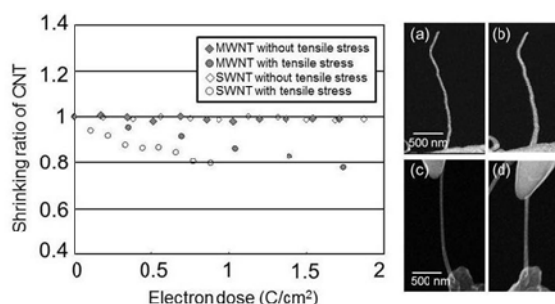 1.4
1.2
1
0.8
0.6
0.4
Shrinking ratio of CNT
MWNT without tensile stress
MWNT with tensile stress
SWNT without tensile stress
SWNT with tensile stress
0
0.5
1
1.5
2
Electron dose (C/cm²)
(a)
500 nm
(b)
(c)
500 nm
(d)